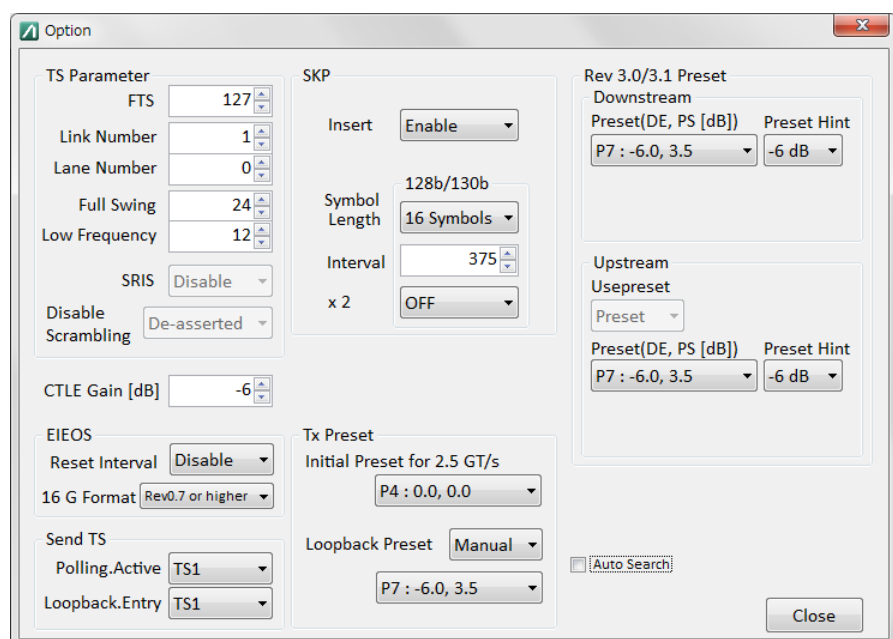 Option
TS Parameter
FTS 127
Link Number 1
Lane Number 0
Full Swing 24
Low Frequency 12
SRIS Disable
Disable
Scrambling De-asserted
CTLE Gain [dB] -6
EIEOS
Reset Interval Disable
16 G Format Rev0.7 or higher
Send TS
Polling.Active TS1
Loopback.Entry TS1
SKP
Insert Enable
128b/130b
Symbol
Length 16 Symbols
Interval 375
x 2 OFF
Tx Preset
Initial Preset for 2.5 GT/s
P4 : 0.0, 0.0
Loopback Preset Manual
P7 : -6.0, 3.5
Rev 3.0/3.1 Preset
Downstream
Preset(DE, PS [dB]) Preset Hint
P7 : -6.0, 3.5 -6 dB
Upstream
Usepreset
Preset
Preset(DE, PS [dB]) Preset Hint
P7 : -6.0, 3.5 -6 dB
Auto Search
Close